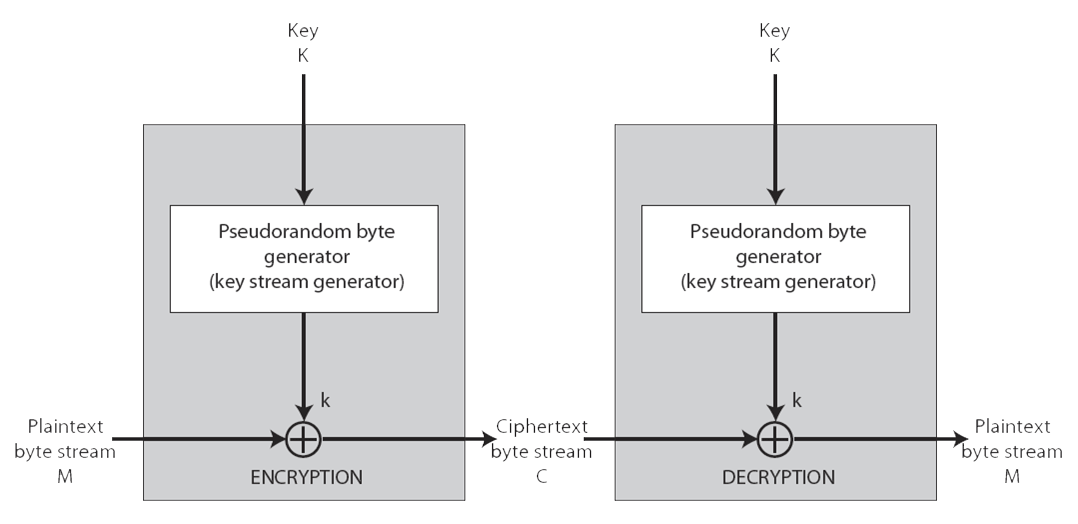 Key
K
Key
K
Pseudorandom byte
generator
(key stream generator)
Pseudorandom byte
generator
(key stream generator)
k
k
Plaintext
byte stream
M
ENCRYPTION
Ciphertext
byte stream
C
DECRYPTION
Plaintext
byte stream
M